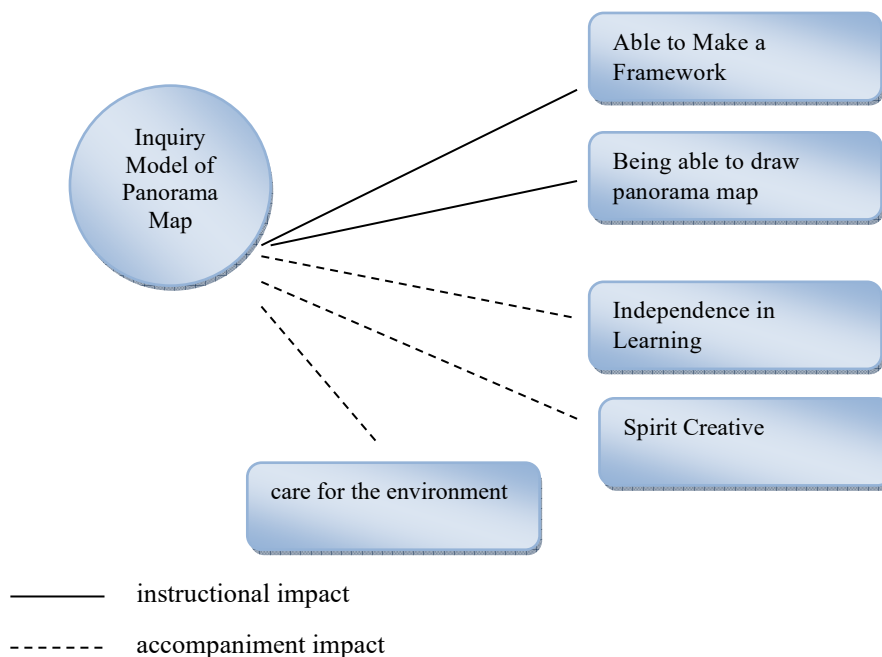 Able to Make a
Framework
Inquiry
Model of
Panorama
Map
Being able to draw
panorama map
Independence in
Learning
Spirit Creative
care for the environment
instructional impact
accompaniment impact